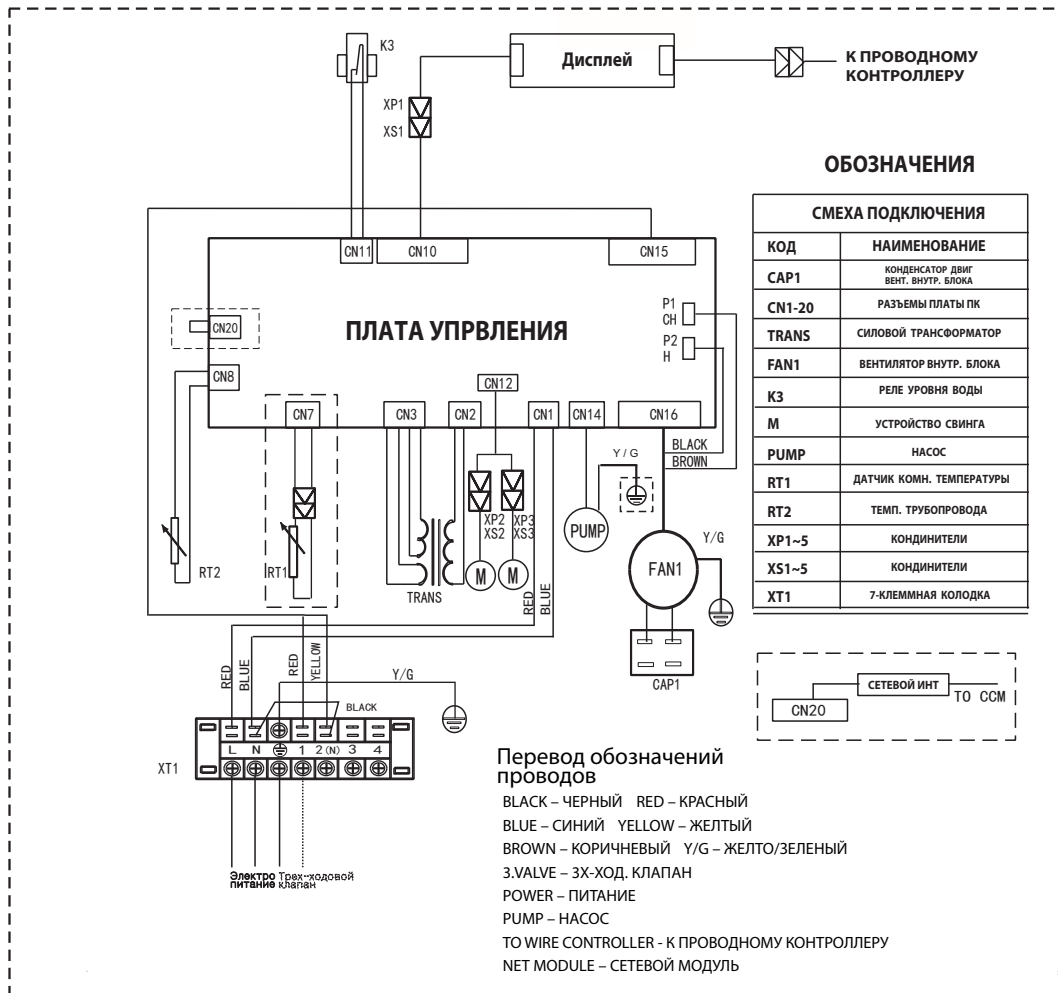 K3
Дисплей
К ПРОВОДНОМУ
КОНТРОЛЛЕРУ
XP1
XS1
ОБОЗНАЧЕНИЯ
СМЕХА ПОДКЛЮЧЕНИЯ
КОД НАИМЕНОВАНИЕ
CAP1 КОНДЕНСАТОР ДВИГ
ВЕНТ. ВНУТР. БЛОКА
CN1-20 РАЗЪЕМЫ ПЛАТЫ ПК
TRANS СИЛОВОЙ ТРАНСФОРМАТОР
FAN1 ВЕНТИЛЯТОР ВНУТР. БЛОКА
K3 РЕЛЕ УРОВНЯ ВОДЫ
M УСТРОЙСТВО СВИНГА
PUMP НАСОС
RT1 ДАТЧИК КОМН. ТЕМПЕРАТУРЫ
RT2 ТЕМП. ТРУБОПРОВОДА
XP1~5 КОНДИНИТЕЛИ
XS1~5 КОНДИНИТЕЛИ
XT1 7-КЛЕММНАЯ КОЛОДКА
CN11 CN10 CN15
CN20
ПЛАТА УПРВЛЕНИЯ
P1
CH
P2
H
CN8
CN12
CN7 CN3 CN2 CN1 CN14 CN16
BLACK
BROWN
Y/G
XP2 XP3
XS2 XS3
PUMP
Y/G
RT2 RT1
M M
FAN1
TRANS
RED
BLUE
CAP1
RED
BLUE
RED
YELLOW
Y/G
BLACK
L N 1 2(N) 3 4
XT1
Электро Трех-ходовой
питание клапан
СЕТЕВОЙ ИНТ
TO CCM
CN20
Перевод обозначений
проводов
BLACK – ЧЕРНЫЙ RED – КРАСНЫЙ
BLUE – СИНИЙ YELLOW – ЖЕЛТЫЙ
BROWN – КОРИЧНЕВЫЙ Y/G – ЖЕЛТО/ЗЕЛЕНЫЙ
3.VALVE – 3Х-ХОД. КЛАПАН
POWER – ПИТАНИЕ
PUMP – НАСОС
TO WIRE CONTROLLER - К ПРОВОДНОМУ КОНТРОЛЛЕРУ
NET MODULE – СЕТЕВОЙ МОДУЛЬ